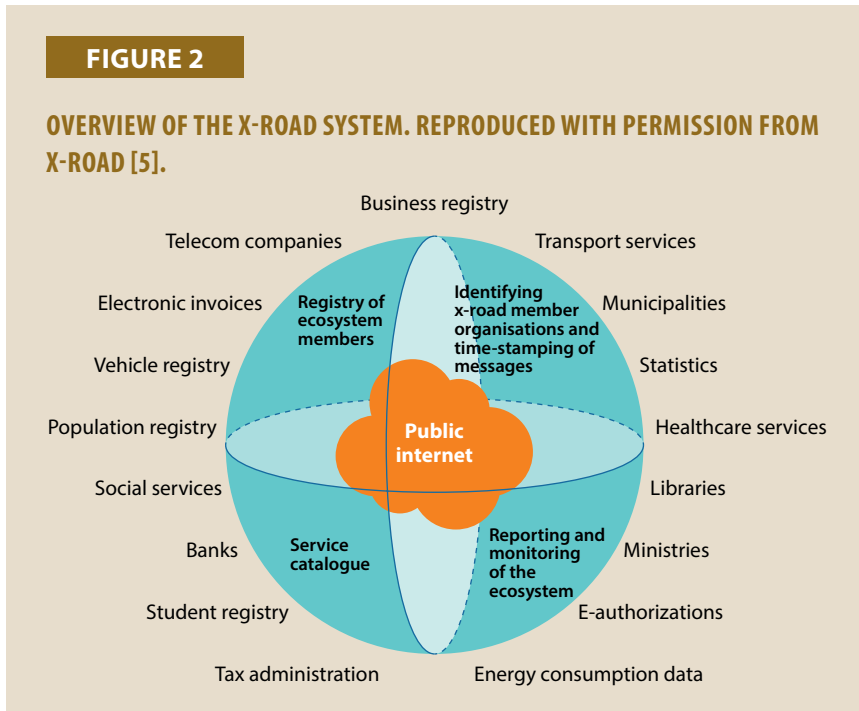 FIGURE 2
OVERVIEW OF THE X-ROAD SYSTEM. REPRODUCED WITH PERMISSION FROM
X-ROAD [5].
Business registry
Telecom companies
Transport services
Electronic invoices
Registry of
ecosystem
members
Identifying
x-road member
organisations and
time-stamping of
messages
Municipalities
Vehicle registry
Statistics
Population registry
Public
internet
Healthcare services
Social services
Libraries
Banks
Service
catalogue
Reporting and
monitoring
of the
ecosystem
Ministries
Student registry
E-authorizations
Tax administration
Energy consumption data